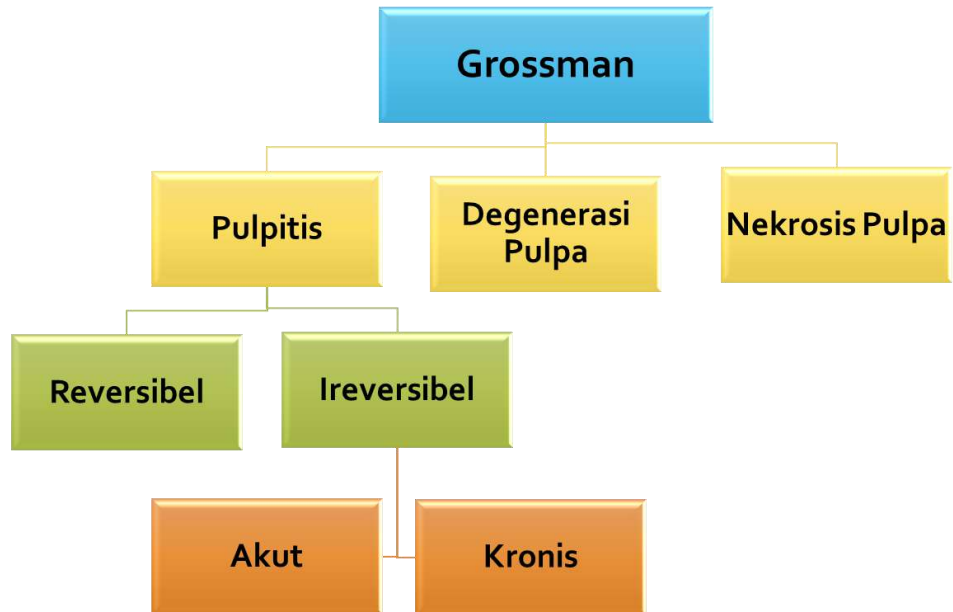 Grossman
Pulpitis
Degenerasi
Pulpa
Nekrosis Pulpa
Reversibel
Ireversibel
Akut
Kronis